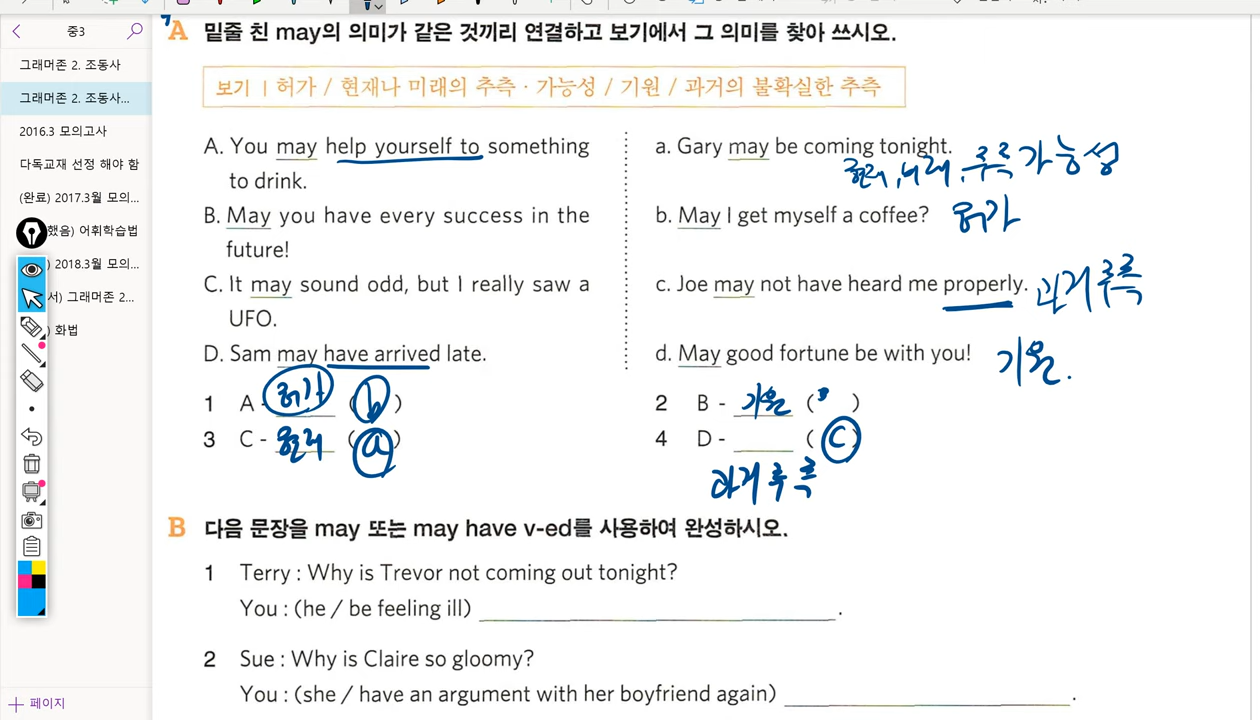 중3
그래머존 2. 조동사
그래머존 2. 조동사...
2016.3 모의고사
다독교재 선정 해야 함
(완료) 2017.3월 모의...
했음) 어휘학습법
) 2018.3월 모의...
서) 그래머존 2...
) 화법
페이지
A 밑줄 친 may의 의미가 같은 것끼리 연결하고 보기에서 그 의미를 찾아 쓰시오.
보기 | 허가 / 현재나 미래의 추측 · 가능성 / 기원 / 과거의 불확실한 추측
A. You may help yourself to something
to drink.
B. May you have every success in the
future!
C. It may sound odd, but I really saw a
UFO.
D. Sam may have arrived late.
a. Gary may be coming tonight.
현재, 미래, 추측 가능성
b. May I get myself a coffee? 허가
c. Joe may not have heard me properly. 과거 추측
d. May good fortune be with you! 기원.
1 A - 허가 (b)
2 B - 기원 ( )
3 C - 현재 (a)
4 D - ( c )
과거 추측
B 다음 문장을 may 또는 may have v-ed를 사용하여 완성하시오.
1 Terry : Why is Trevor not coming out tonight?
You : (he / be feeling ill) .
2 Sue : Why is Claire so gloomy?
You : (she / have an argument with her boyfriend again) .